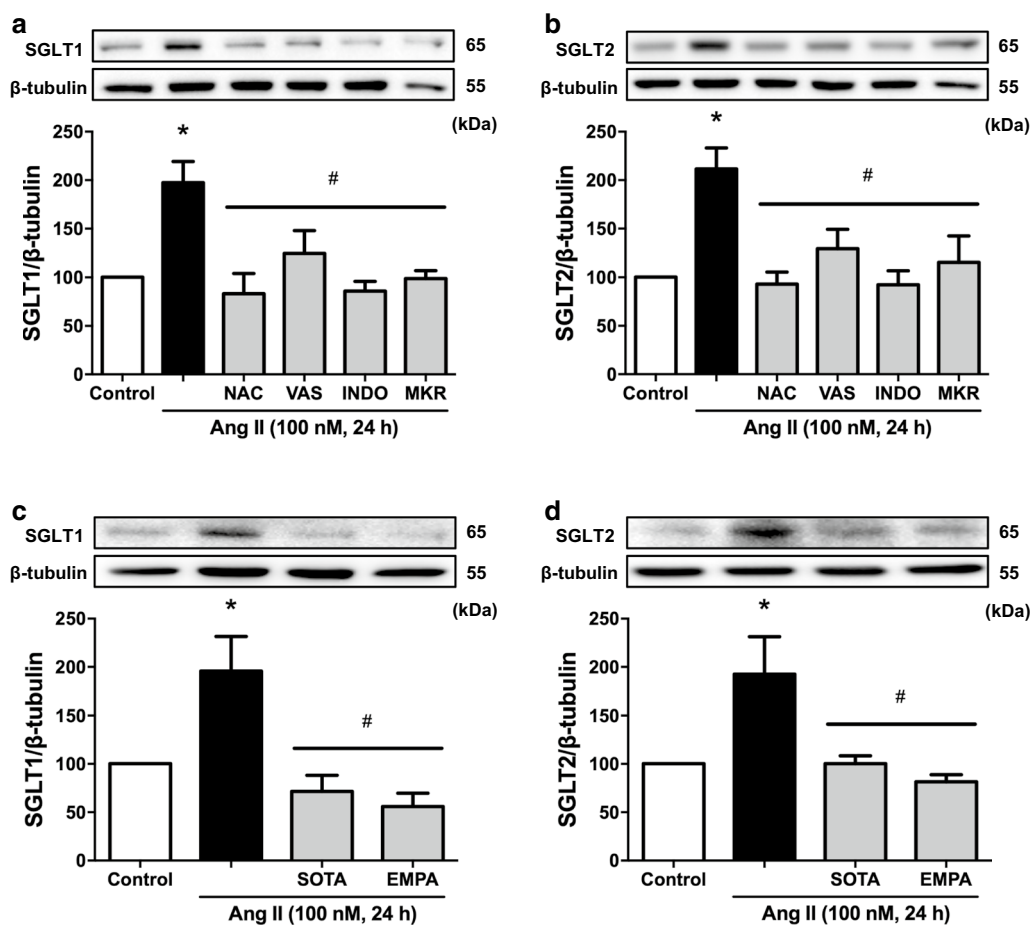 a
SGLT1 65
β-tubulin 55
(kDa)
*
#
SGLT1/β-tubulin
250
200
150
100
50
0
Control NAC VAS INDO MKR
Ang II (100 nM, 24 h)
b
SGLT2 65
β-tubulin 55
(kDa)
*
#
SGLT2/β-tubulin
250
200
150
100
50
0
Control NAC VAS INDO MKR
Ang II (100 nM, 24 h)
c
SGLT1 65
β-tubulin 55
(kDa)
*
#
SGLT1/β-tubulin
250
200
150
100
50
0
Control SOTA EMPA
Ang II (100 nM, 24 h)
d
SGLT2 65
β-tubulin 55
(kDa)
*
#
SGLT2/β-tubulin
250
200
150
100
50
0
Control SOTA EMPA
Ang II (100 nM, 24 h)